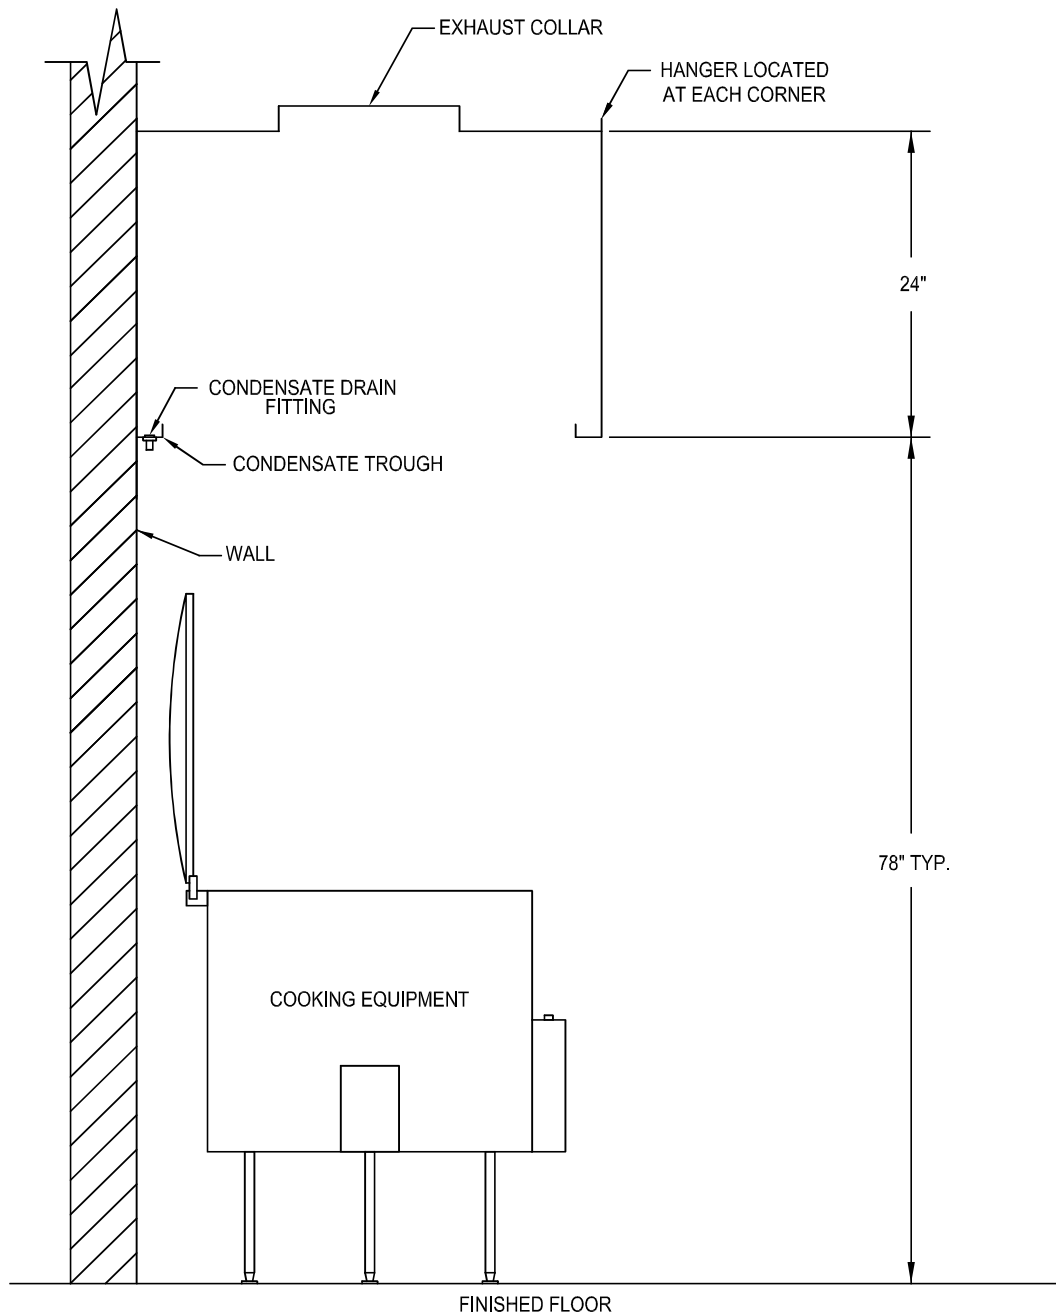 EXHAUST COLLAR
HANGER LOCATED
AT EACH CORNER
24"
CONDENSATE DRAIN
FITTING
CONDENSATE TROUGH
WALL
78" TYP.
COOKING EQUIPMENT
FINISHED FLOOR